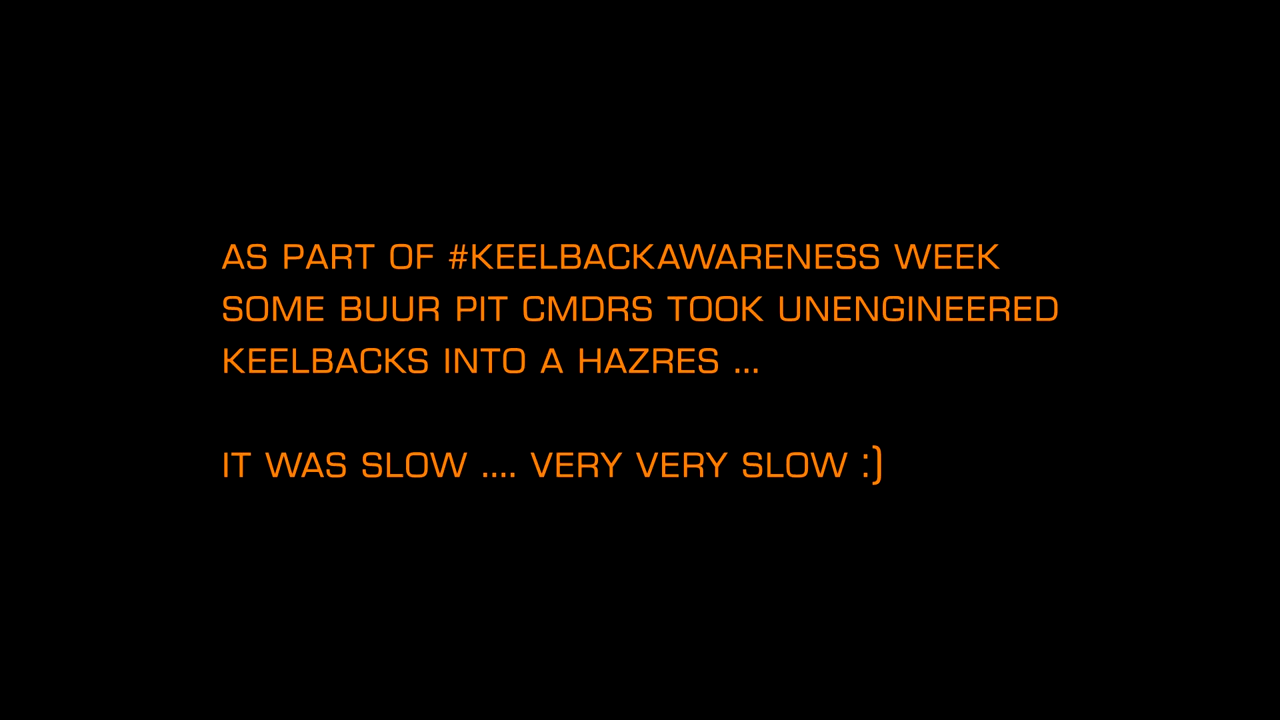 AS PART OF #KEELBACKAWARENESS WEEK
SOME BUUR PIT CMDRS TOOK UNENGINEERED
KEELBACKS INTO A HAZRES ...
IT WAS SLOW .... VERY VERY SLOW :)